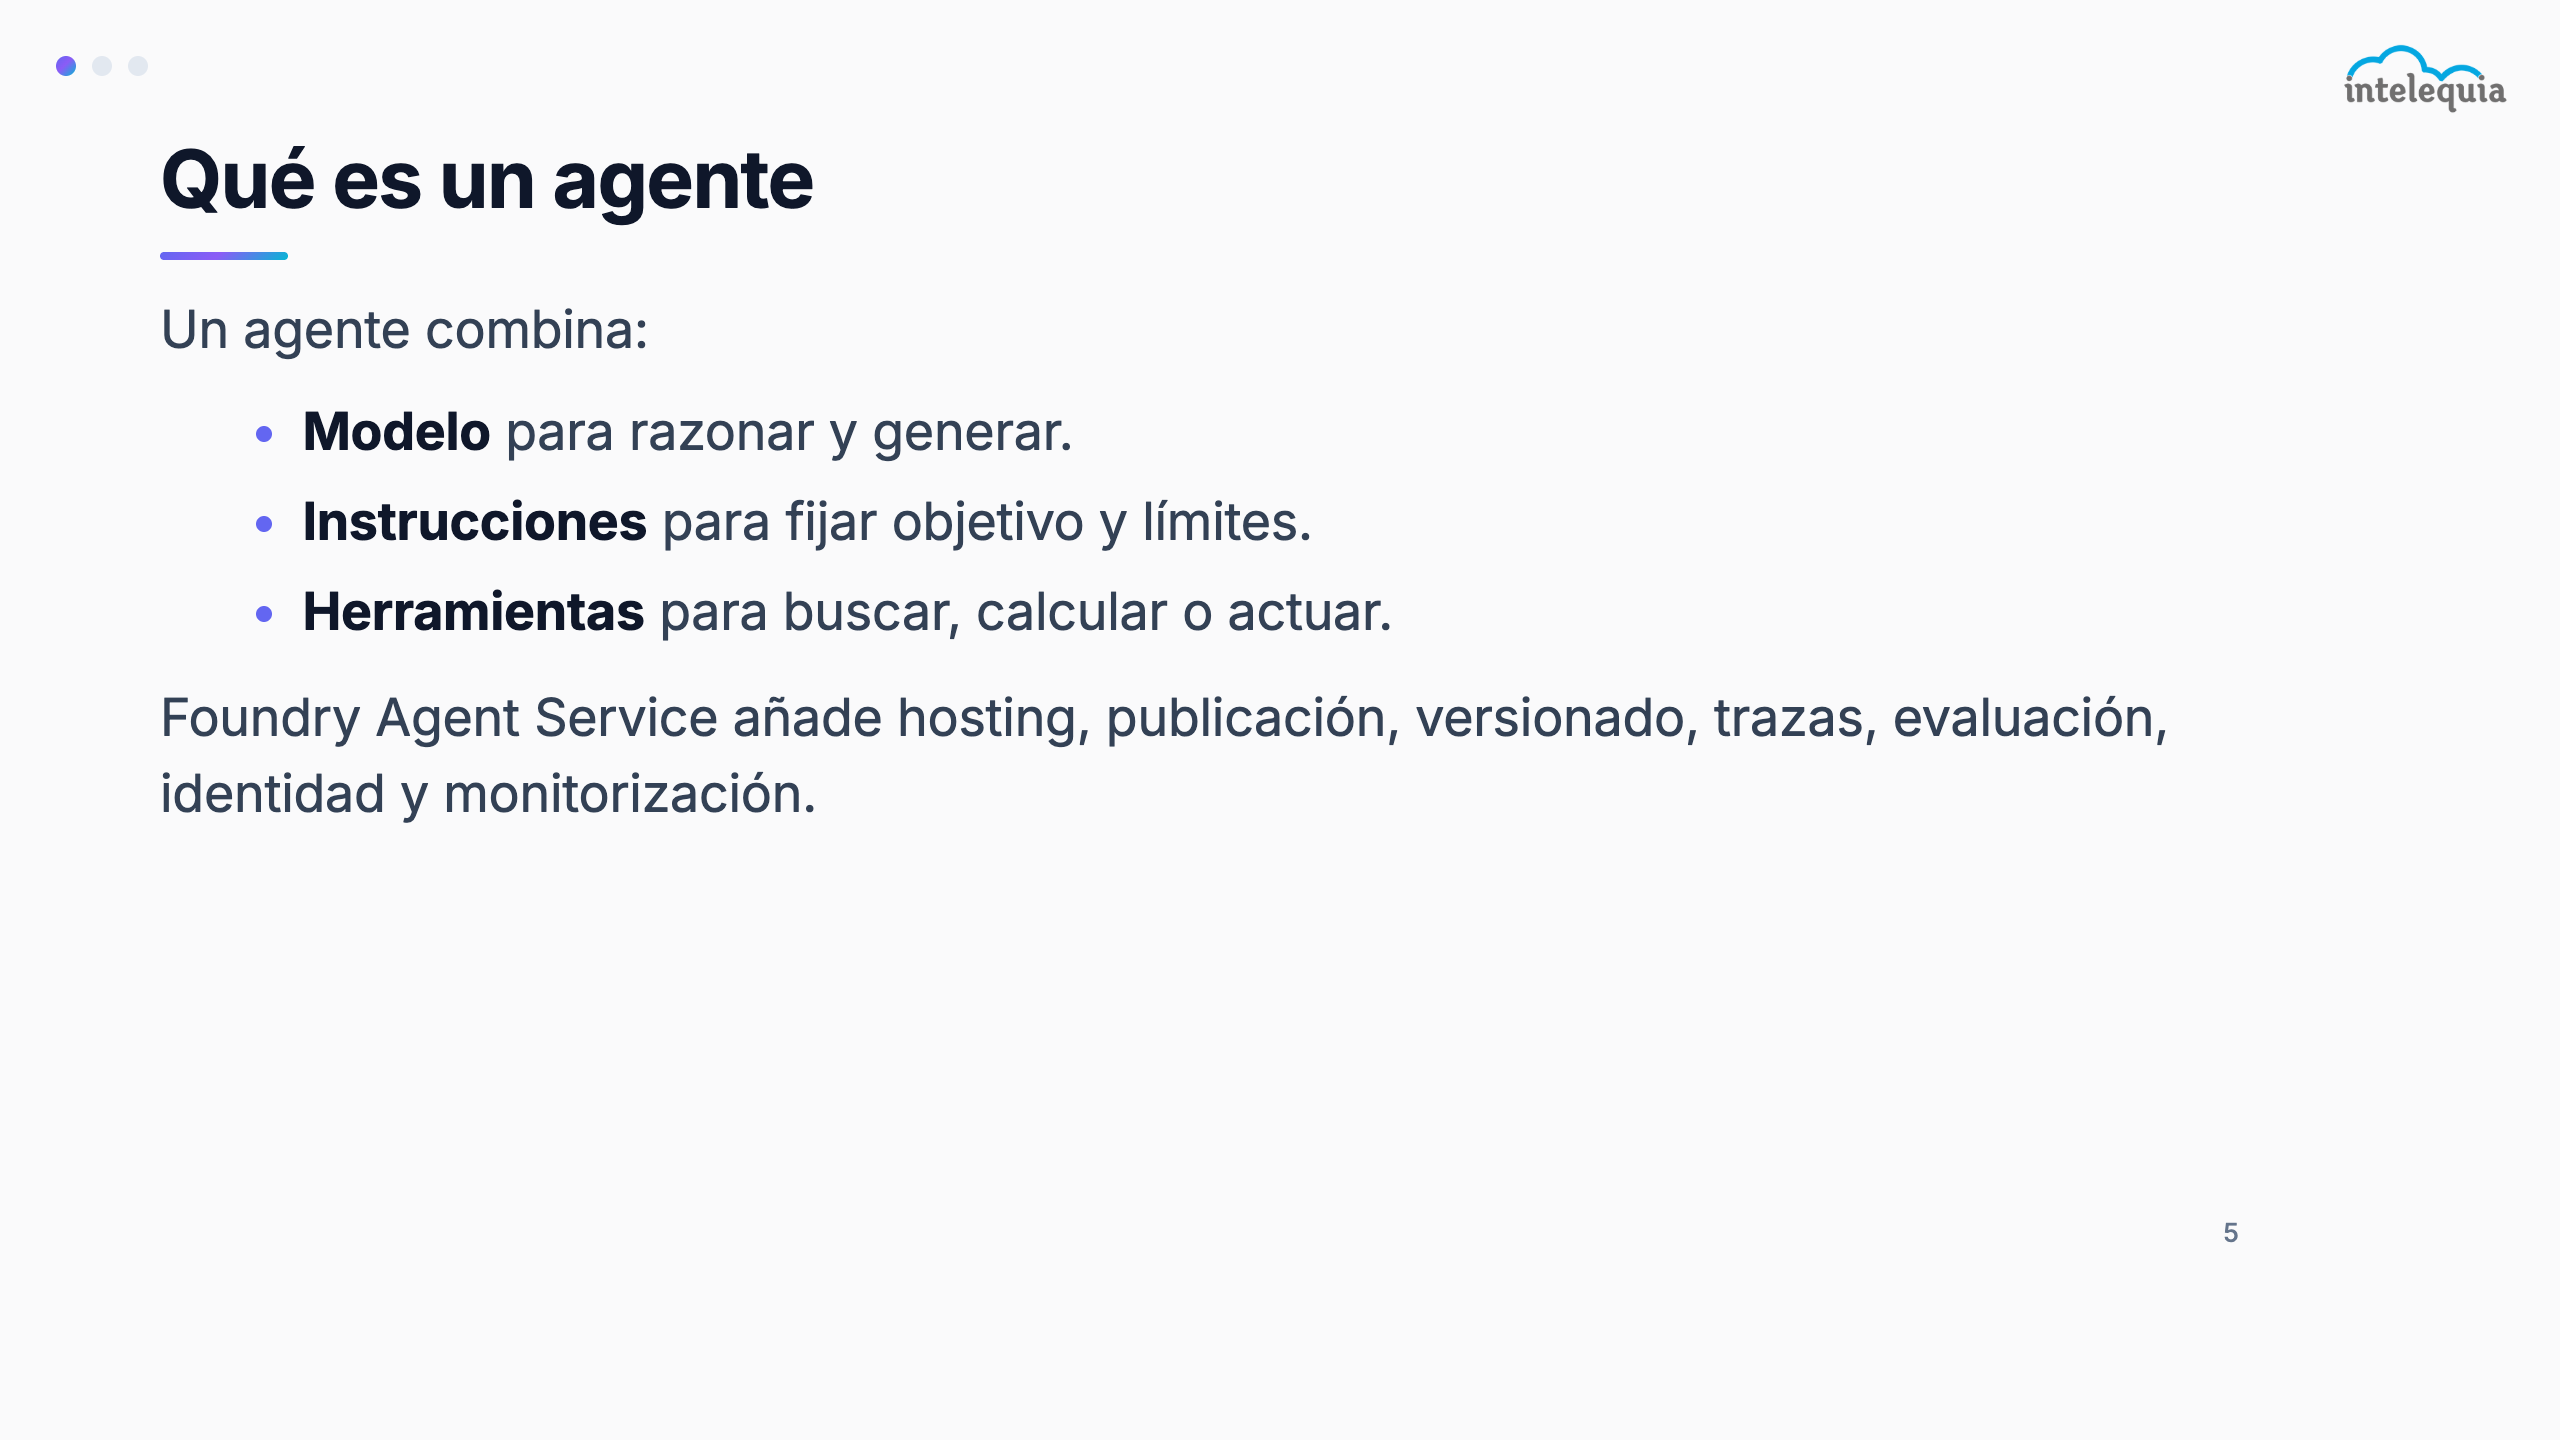 intelequia
Qué es un agente
Un agente combina:
• Modelo para razonar y generar.
• Instrucciones para fijar objetivo y límites.
• Herramientas para buscar, calcular o actuar.
Foundry Agent Service añade hosting, publicación, versionado, trazas, evaluación,
identidad y monitorización.
5